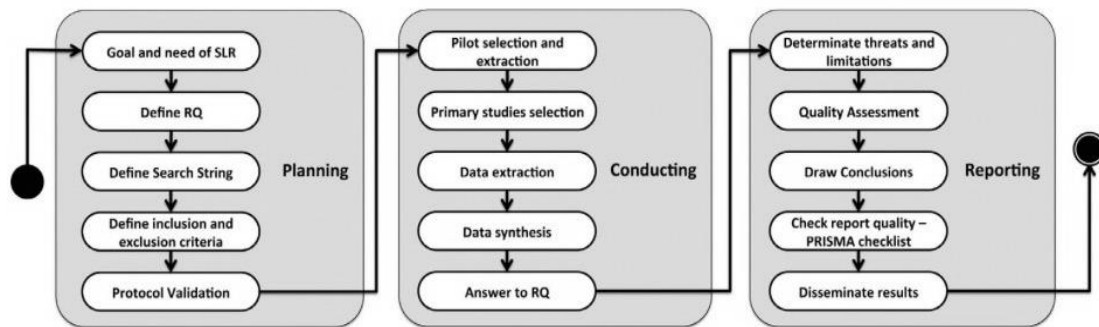 Goal and need of SLR
Define RQ
Define Search String
Define inclusion and
exclusion criteria
Protocol Validation
Planning
Pilot selection and
extraction
Primary studies selection
Data extraction
Data synthesis
Answer to RQ
Conducting
Determinate threats and
limitations
Quality Assessment
Draw Conclusions
Check report quality –
PRISMA checklist
Disseminate results
Reporting